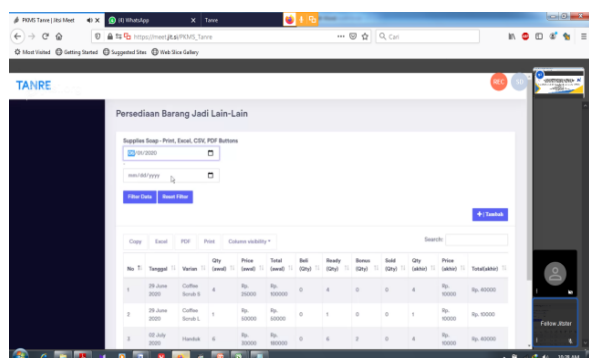 PKMS Tanre | Jitsi Meet
(4) WhatsApp
Tanre
https://meet.jit.si/PKMS_Tanre
Cari
Most Visited Getting Started Suggested Sites Web Slice Gallery
TANRE
REC
Persediaan Barang Jadi Lain-Lain
Supplies Soap - Print, Excel, CSV, PDF Buttons
/2020
mm/dd/yyyy
Filter Data Reset Filter
+ | Tambah
Copy Excel PDF Print Column visibility
Search:
No Tanggal Varian Qty (awal) Price (awal) Total (awal) Beli (Qty) Ready (Qty) Bonus (Qty) Sold (Qty) Qty (akhir) Price (akhir) Total(akhir)
1 29 June 2020 Coffee Scrub S 4 Rp. 25000 Rp. 100000 0 4 0 0 4 Rp. 10000 Rp. 40000
2 29 June 2020 Coffee Scrub L 1 Rp. 50000 Rp. 50000 0 1 0 0 1 Rp. 10000 Rp. 10000
3 02 July 2020 Handuk 6 Rp. 30000 Rp. 180000 0 6 2 0 4 Rp. 10000 Rp. 40000
Fellow Jitster
10:28 AM